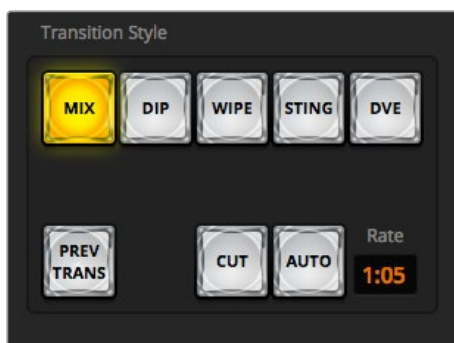 Transition Style
MIX DIP WIPE STING DVE
PREV
TRANS
CUT AUTO
Rate
1:05